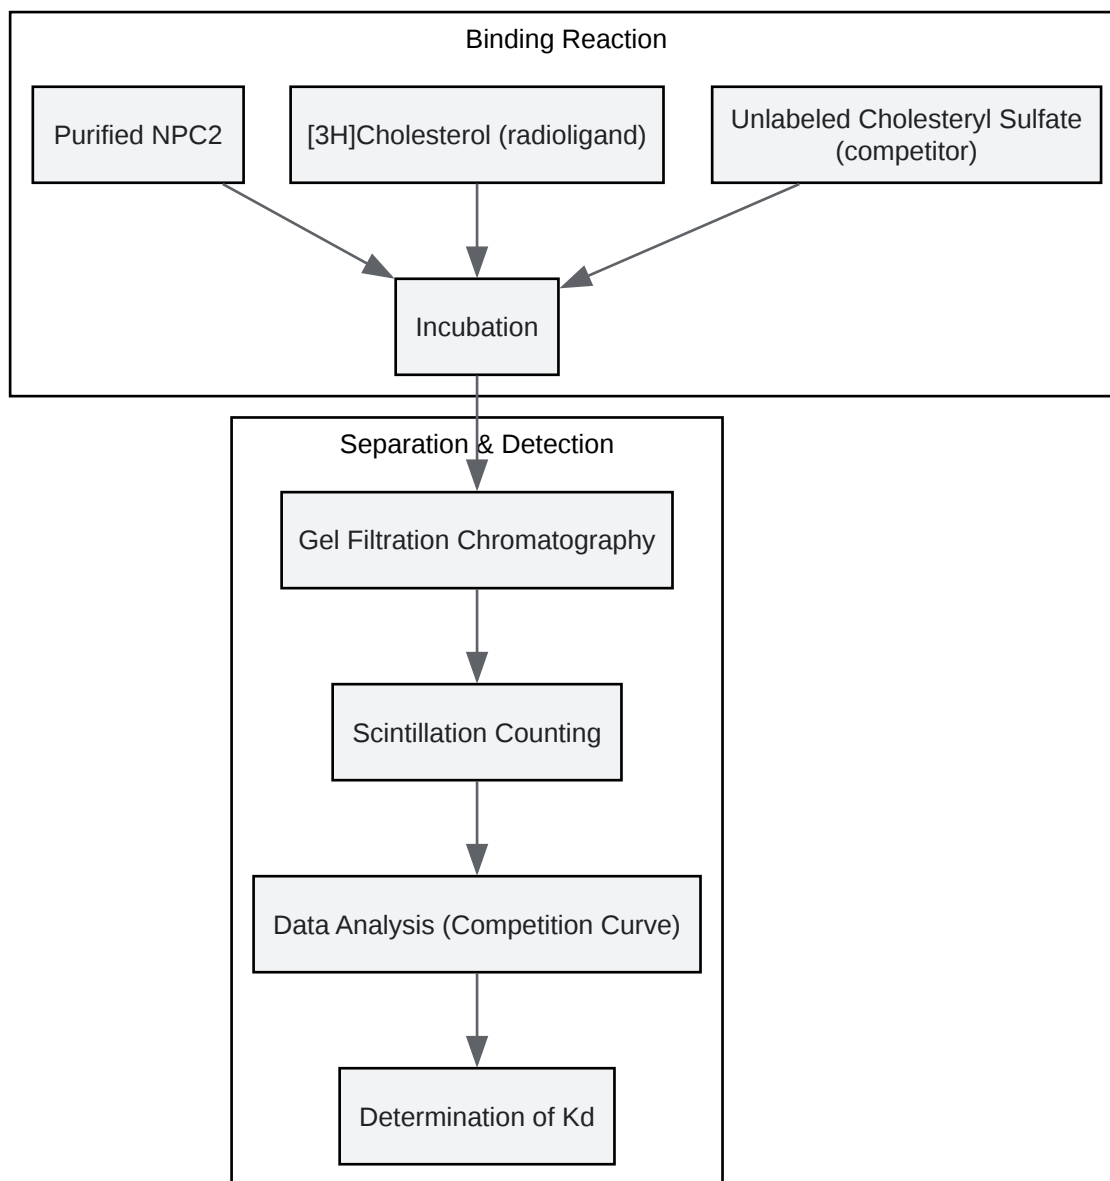 Binding Reaction
Purified NPC2
[3H]Cholesterol (radioligand)
Unlabeled Cholesteryl Sulfate
(competitor)
Incubation
Separation & Detection
Gel Filtration Chromatography
Scintillation Counting
Data Analysis (Competition Curve)
Determination of Kd